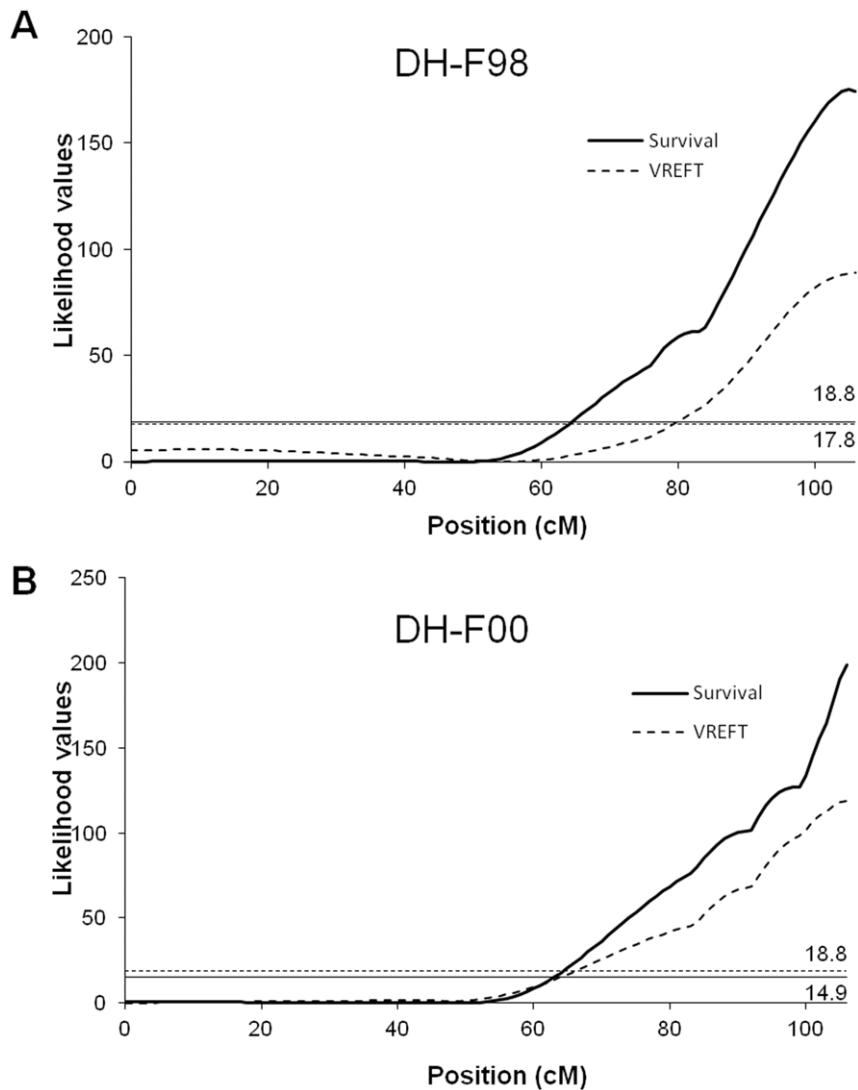 A
DH-F98
200
150
100
50
0
Likelihood values
Survival
VREFT
18.8
17.8
0 20 40 60 80 100
Position (cM)
B
DH-F00
250
200
150
100
50
0
Likelihood values
Survival
VREFT
18.8
14.9
0 20 40 60 80 100
Position (cM)